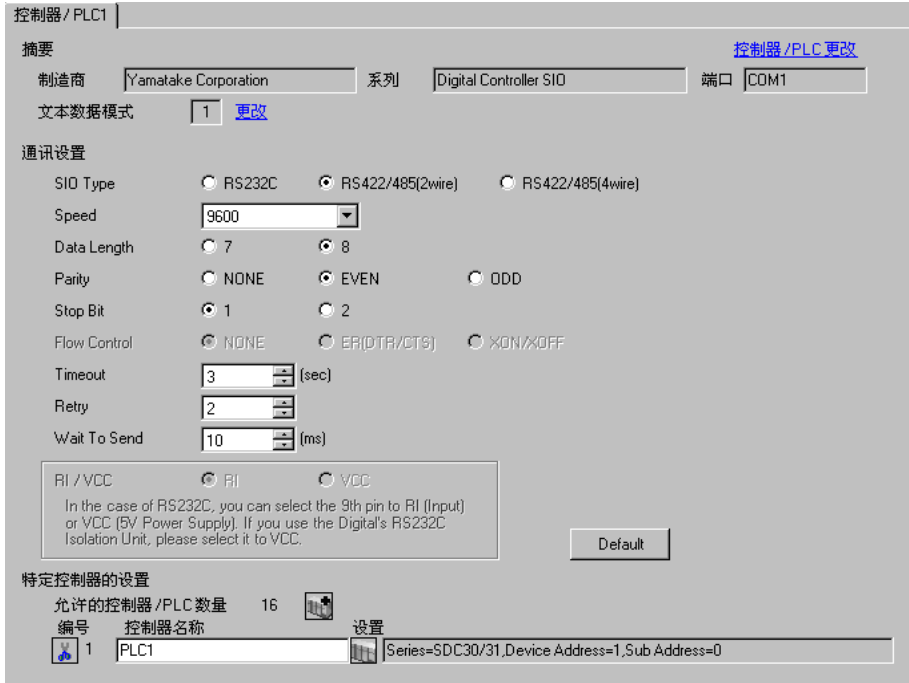 控制器/PLC1
摘要 控制器/PLC更改
制造商 Yamatake Corporation 系列 Digital Controller SIO 端口 COM1
文本数据模式 1 更改
通讯设置
SIO Type RS232C RS422/485(2wire) RS422/485(4wire)
Speed 9600
Data Length 7 8
Parity NONE EVEN ODD
Stop Bit 1 2
Flow Control NONE ER(DTR/CTS) XON/XOFF
Timeout 3 (sec)
Retry 2
Wait To Send 10 (ms)
RI / VCC RI VCC
In the case of RS232C, you can select the 9th pin to RI (Input)
or VCC (5V Power Supply). If you use the Digital's RS232C
Isolation Unit, please select it to VCC.
Default
特定控制器的设置
允许的控制器/PLC数量 16
编号 控制器名称 设置
1 PLC1 Series=SDC30/31,Device Address=1,Sub Address=0